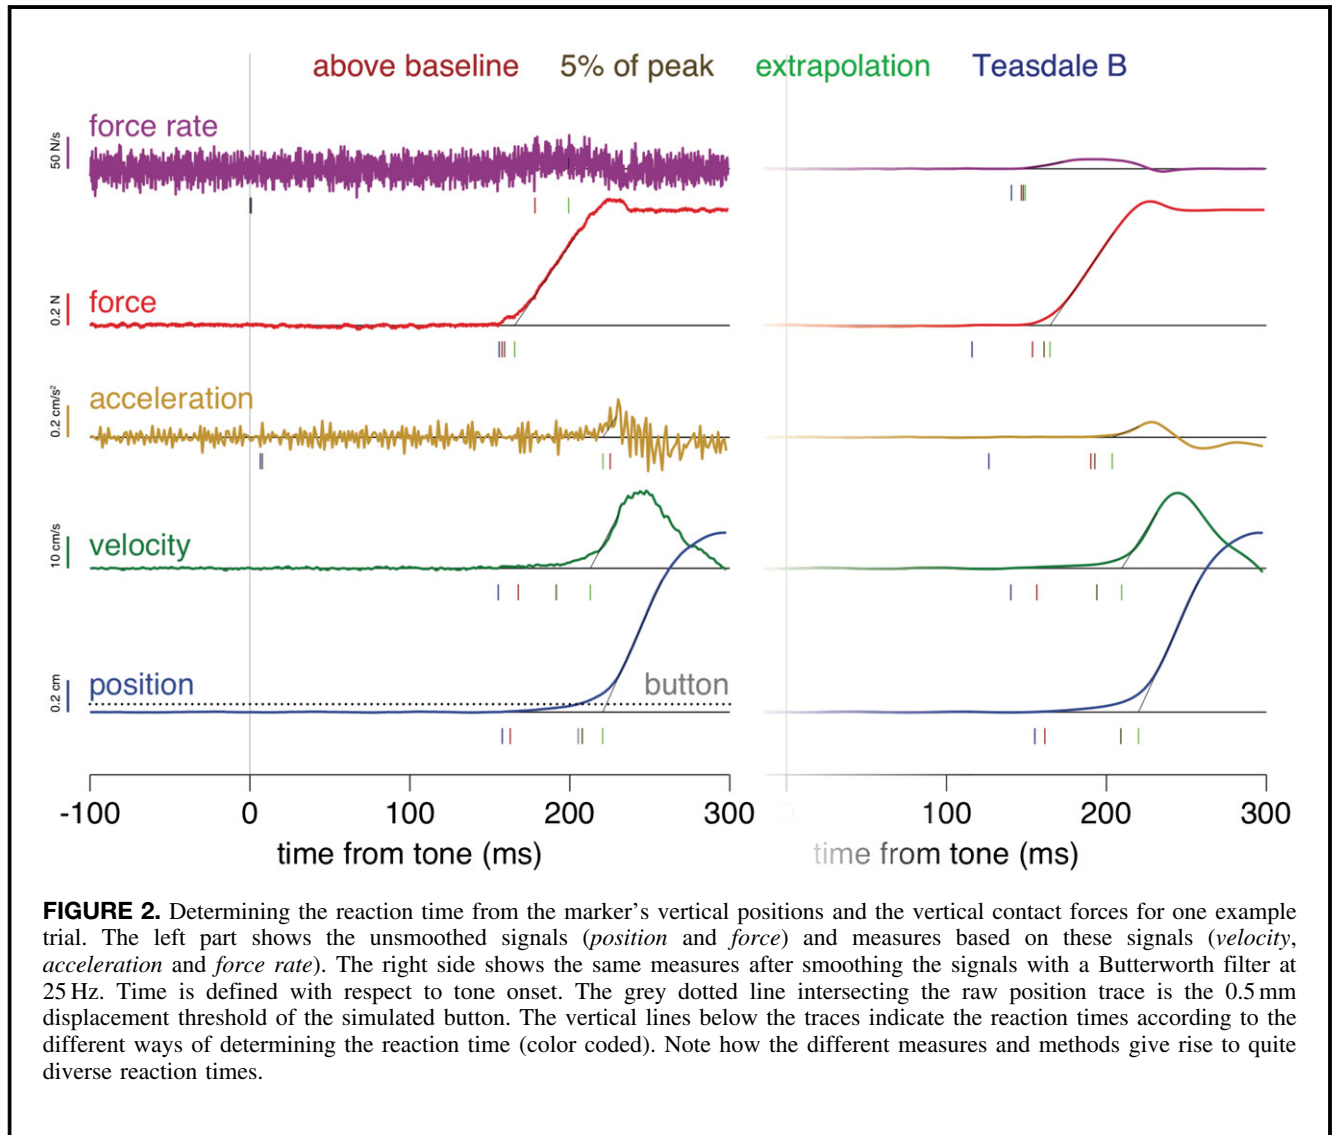 above baseline 5% of peak extrapolation Teasdale B
force rate
50 N/s
force
0.2 N
acceleration
0.2 cm/s²
velocity
10 cm/s
position
0.2 cm
button
-100 0 100 200 300
time from tone (ms)
0 100 200 300
time from tone (ms)
FIGURE 2. Determining the reaction time from the marker's vertical positions and the vertical contact forces for one example
trial. The left part shows the unsmoothed signals (position and force) and measures based on these signals (velocity,
acceleration and force rate). The right side shows the same measures after smoothing the signals with a Butterworth filter at
25 Hz. Time is defined with respect to tone onset. The grey dotted line intersecting the raw position trace is the 0.5 mm
displacement threshold of the simulated button. The vertical lines below the traces indicate the reaction times according to the
different ways of determining the reaction time (color coded). Note how the different measures and methods give rise to quite
diverse reaction times.